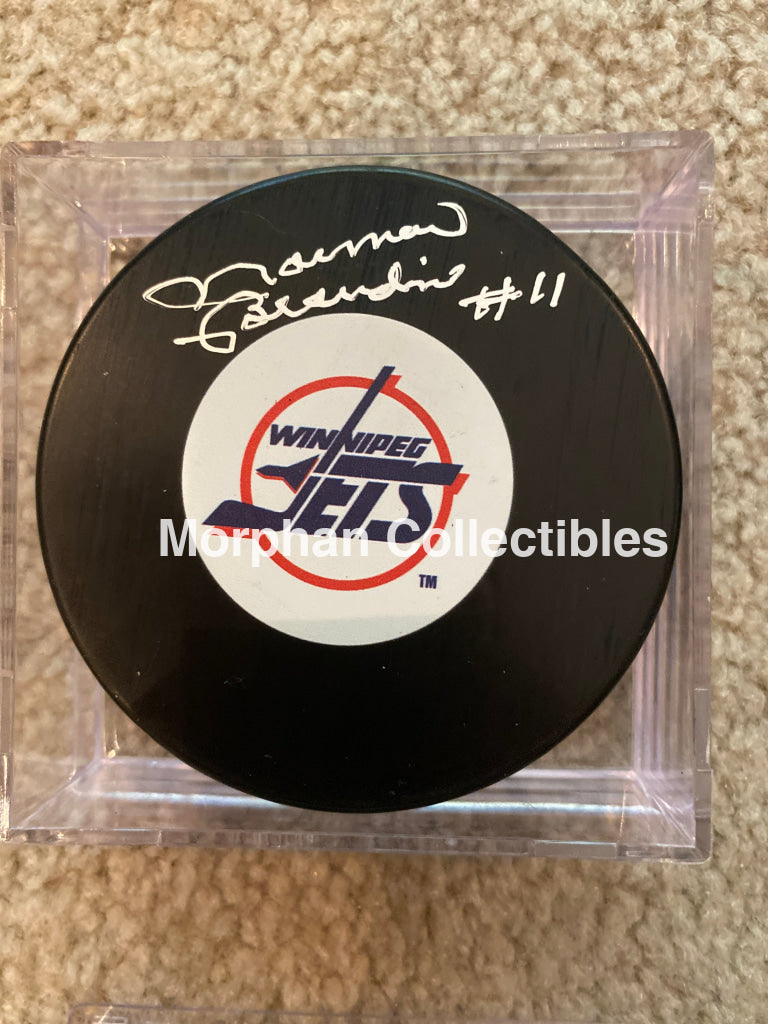 Norman
Beaudin #11
WINNIPEG
JETS
TM
Morphan Collectibles